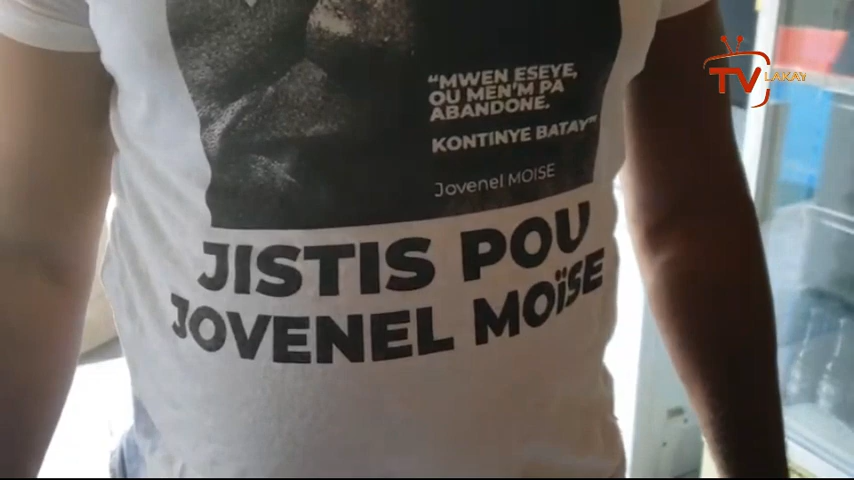 "MWEN ESEYE,
OU MEN'M PA
ABANDONE.
KONTINYE BATAY"
Jovenel MOISE
JISTIS POU
JOVENEL MOÏSE
TV LAKAY